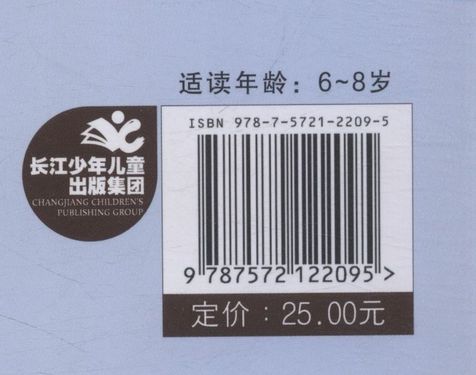 适读年龄：6~8岁
长江少年儿童
出版集团
CHANGJIANG CHILDREN'S
PUBLISHING GROUP
ISBN 978-7-5721-2209-5
9 787572 122095 >
定价：25.00元